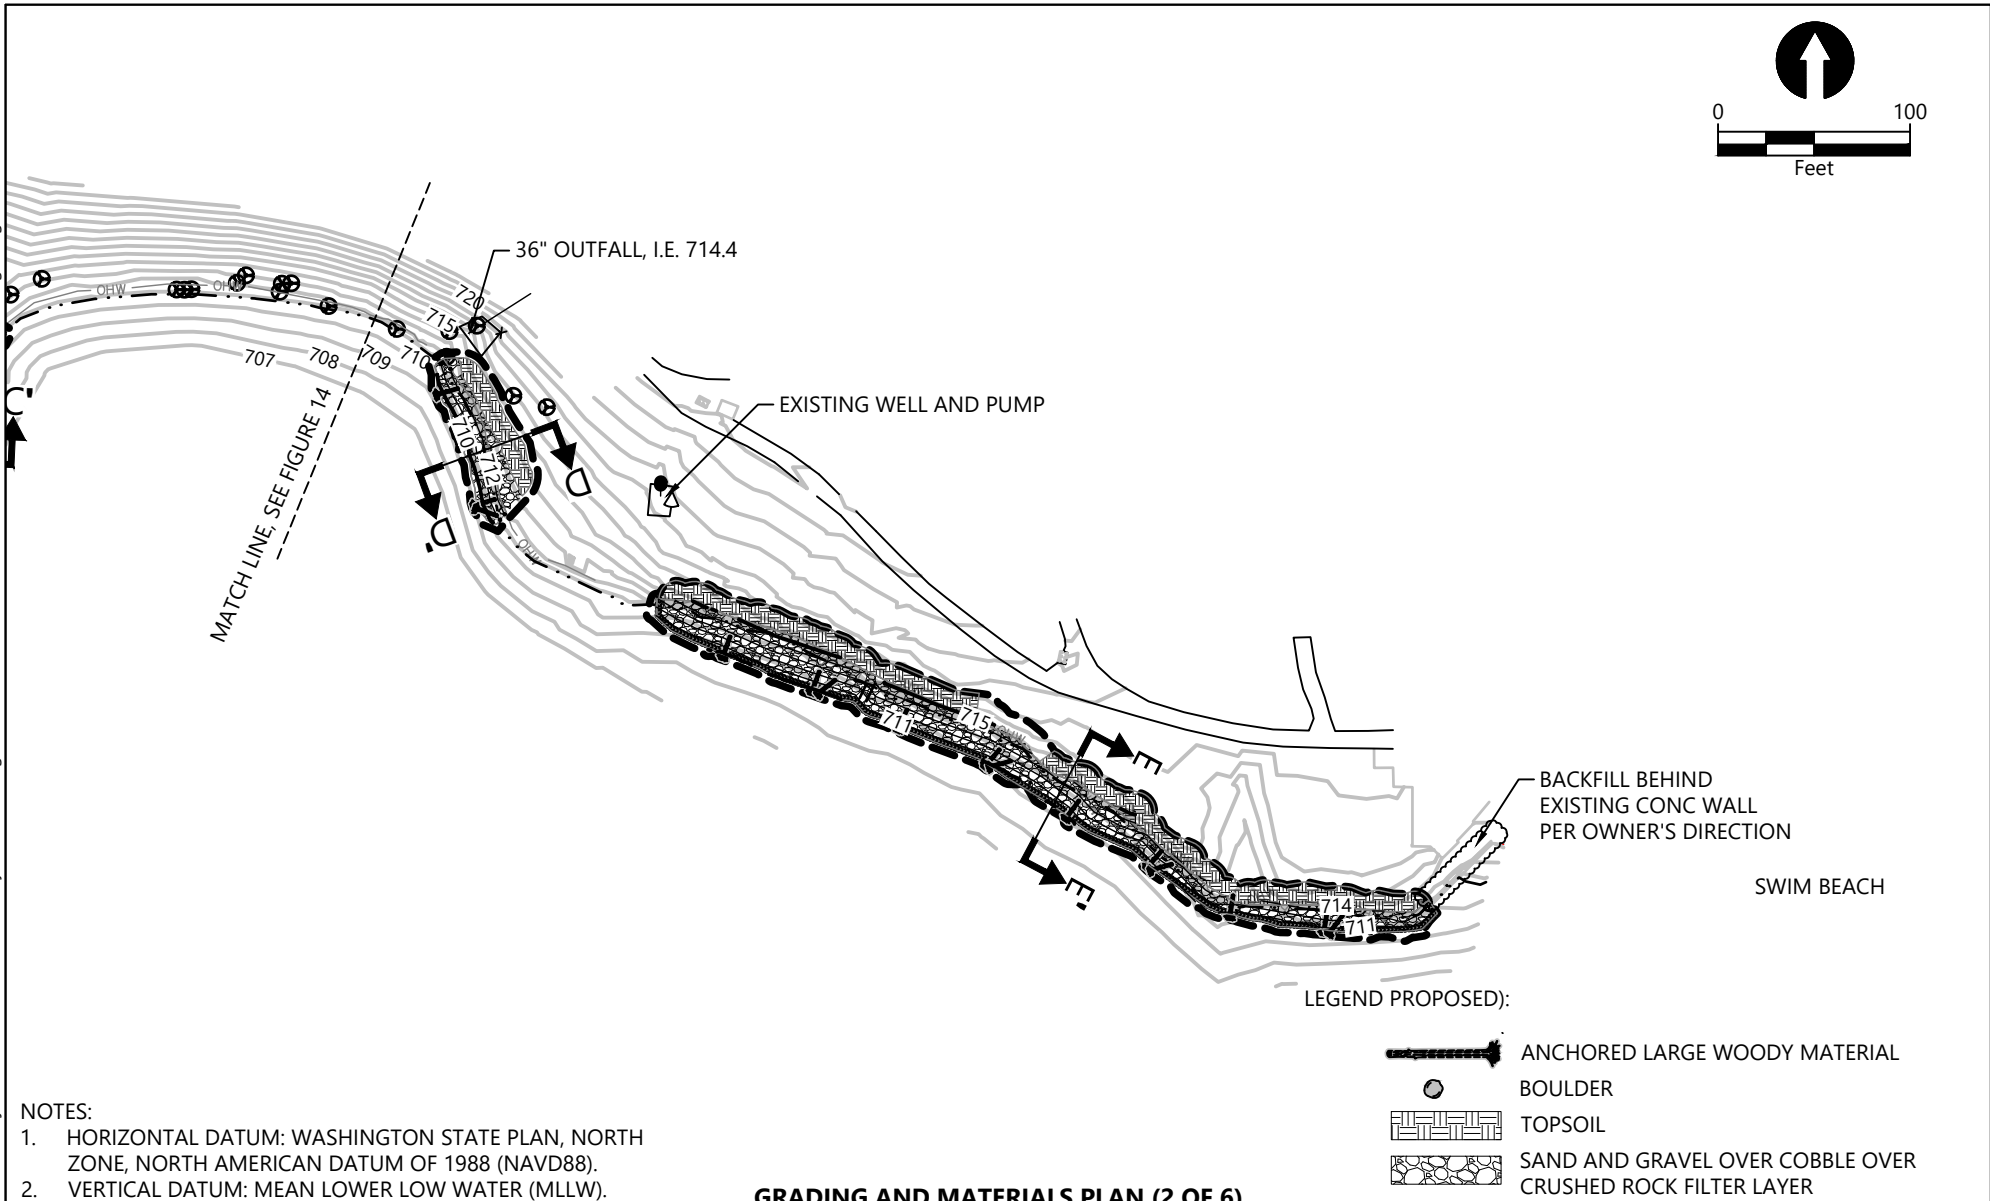 0 100
Feet
36" OUTFALL, I.E. 714.4
OHW
OHW
720
715
707
708
709
710
EXISTING WELL AND PUMP
C'
MATCH LINE, SEE FIGURE 14
710
712
D
D'
OHW
711
715
OHW
E
E'
BACKFILL BEHIND
EXISTING CONC WALL
PER OWNER'S DIRECTION
SWIM BEACH
714
711
LEGEND PROPOSED):
ANCHORED LARGE WOODY MATERIAL
BOULDER
TOPSOIL
SAND AND GRAVEL OVER COBBLE OVER
CRUSHED ROCK FILTER LAYER
NOTES:
1. HORIZONTAL DATUM: WASHINGTON STATE PLAN, NORTH
ZONE, NORTH AMERICAN DATUM OF 1988 (NAVD88).
2. VERTICAL DATUM: MEAN LOWER LOW WATER (MLLW).
GRADING AND MATERIALS PLAN (2 OF 6)